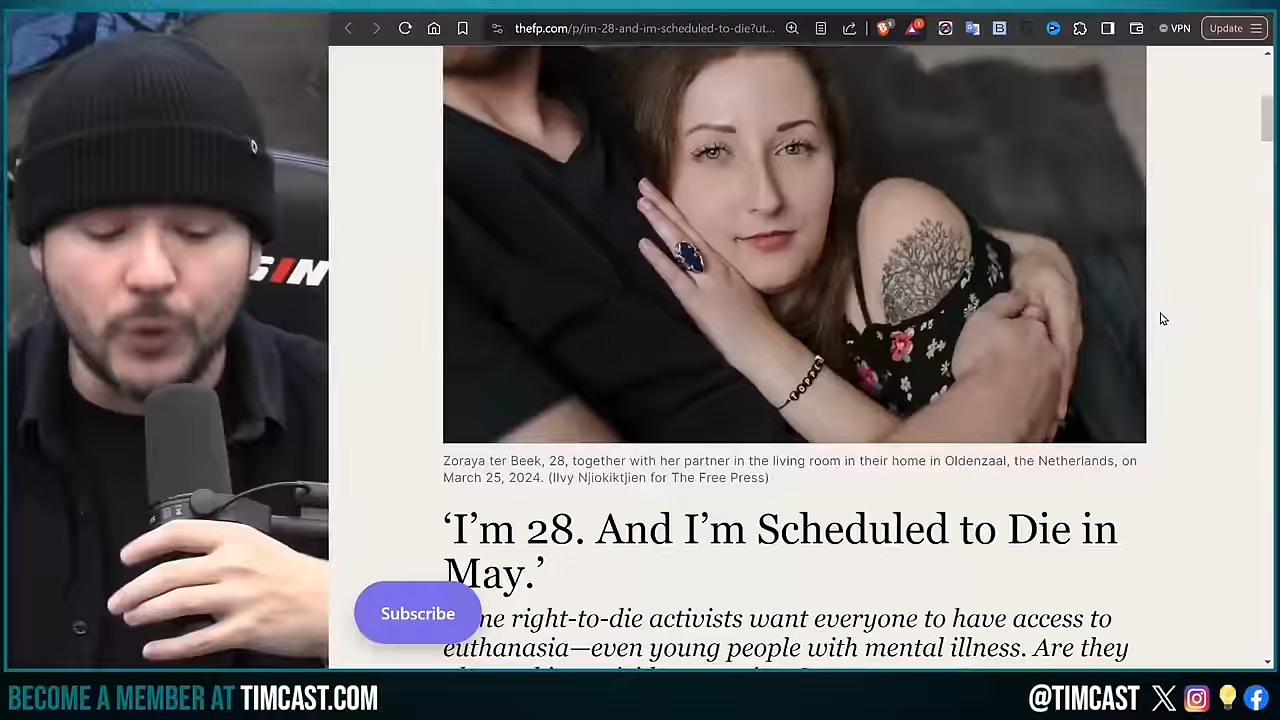 thefp.com/p/im-28-and-im-scheduled-to-die?ut...
VPN
Update
Zoraya ter Beek, 28, together with her partner in the living room in their home in Oldenzaal, the Netherlands, on
March 25, 2024. (Ilvy Njiokiktjien for The Free Press)
‘I’m 28. And I’m Scheduled to Die in
May.’
Subscribe
ne right-to-die activists want everyone to have access to
euthanasia—even young people with mental illness. Are they
BECOME A MEMBER AT TIMCAST.COM
@TIMCAST